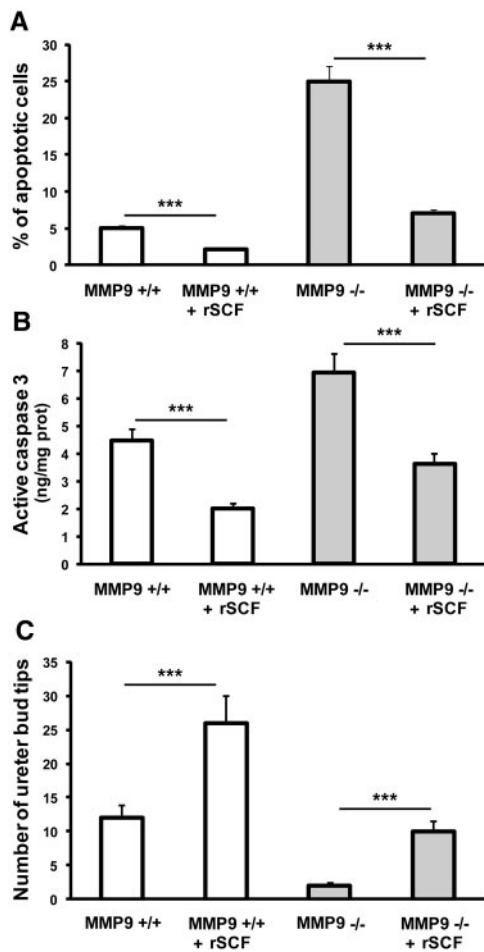 A
% of apoptotic cells
30
25
20
15
10
5
0
***
***
MMP9 +/+
MMP9 +/+
+ rSCF
MMP9 -/-
MMP9 -/-
+ rSCF
B
Active caspase 3
(ng/mg prot)
8
7
6
5
4
3
2
1
0
***
***
MMP9 +/+
MMP9 +/+
+ rSCF
MMP9 -/-
MMP9 -/-
+ rSCF
C
Number of ureter bud tips
35
30
25
20
15
10
5
0
***
***
MMP9 +/+
MMP9 +/+
+ rSCF
MMP9 -/-
MMP9 -/-
+ rSCF